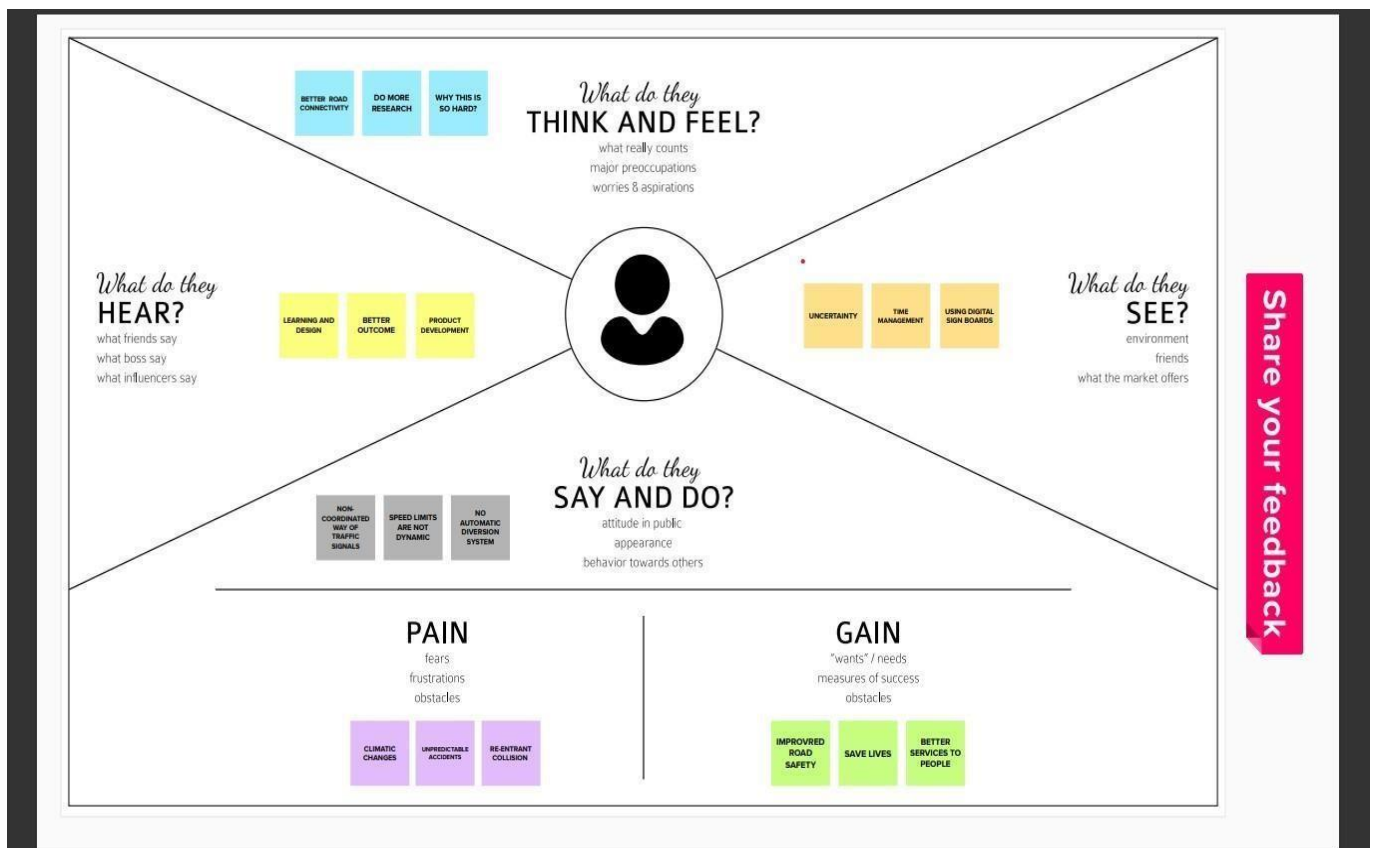 BETTER ROAD
CONNECTIVITY
DO MORE
RESEARCH
WHY THIS IS
SO HARD?
What do they
THINK AND FEEL?
what really counts
major preoccupations
worries & aspirations
What do they
HEAR?
what friends say
what boss say
what influencers say
LEARNING AND
DESIGN
BETTER
OUTCOME
PRODUCT
DEVELOPMENT
UNCERTAINTY
TIME
MANAGEMENT
USING DIGITAL
SIGN BOARDS
What do they
SEE?
environment
friends
what the market offers
Share your feedback
What do they
SAY AND DO?
attitude in public
appearance
behavior towards others
NON-
COORDINATED
WAY OF
TRAFFIC
SIGNALS
SPEED LIMITS
ARE NOT
DYNAMIC
NO
AUTOMATIC
DIVERSION
SYSTEM
PAIN
fears
frustrations
obstacles
CLIMATIC
CHANGES
UNPREDICTABLE
ACCIDENTS
RE-ENTRANT
COLLISION
GAIN
"wants" / needs
measures of success
obstacles
IMPROVRED
ROAD
SAFETY
SAVE LIVES
BETTER
SERVICES TO
PEOPLE